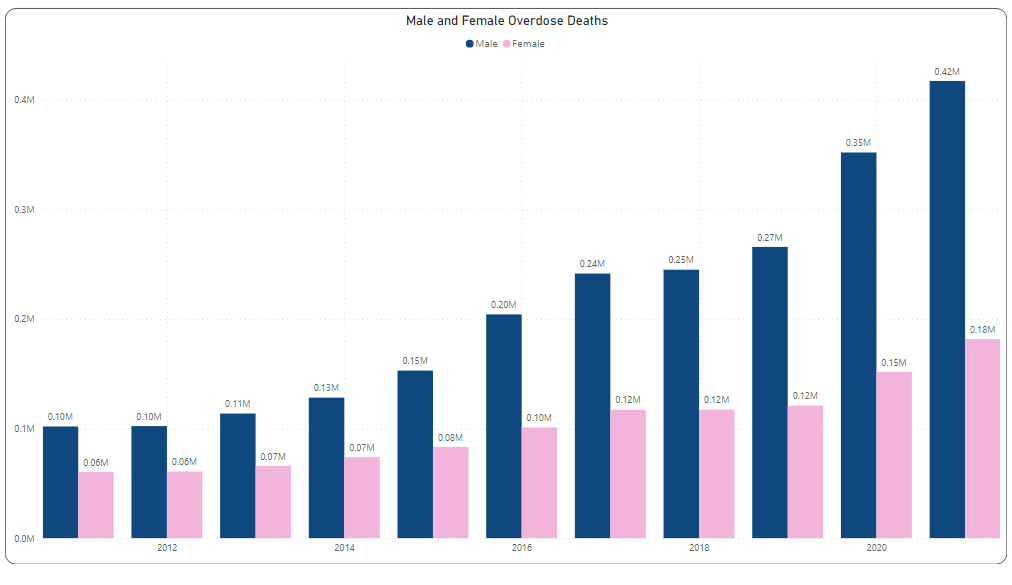 Male and Female Overdose Deaths
Male Female
0.4M
0.3M
0.2M
0.1M
0.0M
0.10M
0.06M
0.10M
0.06M
0.11M
0.07M
0.13M
0.07M
0.15M
0.08M
0.20M
0.10M
0.24M
0.12M
0.25M
0.12M
0.27M
0.12M
0.35M
0.15M
0.42M
0.18M
2012 2014 2016 2018 2020